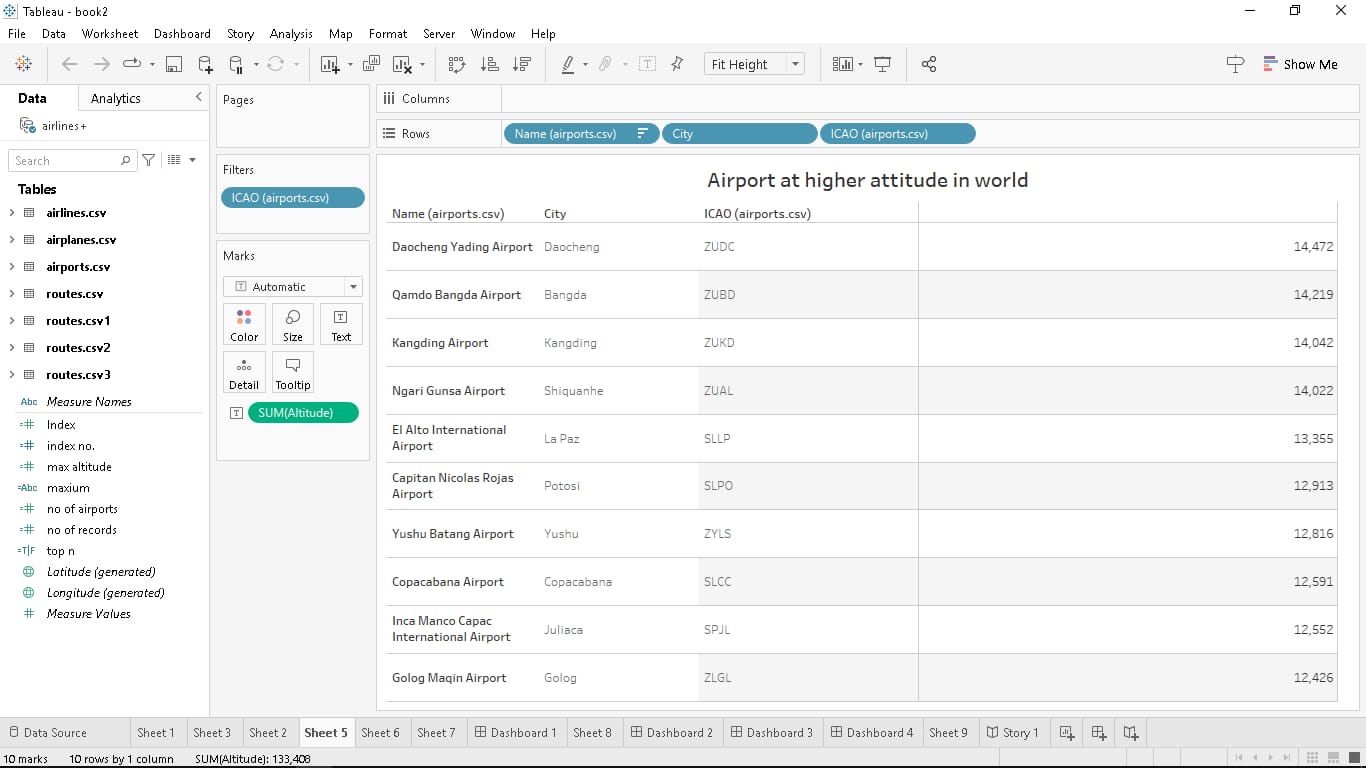 Tableau - book2
File Data Worksheet Dashboard Story Analysis Map Format Server Window Help
Fit Height
Show Me
Data Analytics
airlines+
Search
Tables
airlines.csv
airplanes.csv
airports.csv
routes.csv
routes.csv1
routes.csv2
routes.csv3
Abc Measure Names
Index
index no.
max altitude
=Abc maxium
no of airports
no of records
=T|F top n
Latitude (generated)
Longitude (generated)
Measure Values
Pages
Filters
ICAO (airports.csv)
Marks
Automatic
Color Size Text
Detail Tooltip
SUM(Altitude)
Columns
Rows Name (airports.csv) City ICAO (airports.csv)
Airport at higher attitude in world
Name (airports.csv) City ICAO (airports.csv)
Daocheng Yading Airport Daocheng ZUDC 14,472
Qamdo Bangda Airport Bangda ZUBD 14,219
Kangding Airport Kangding ZUKD 14,042
Ngari Gunsa Airport Shiquanhe ZUAL 14,022
El Alto International
Airport La Paz SLLP 13,355
Capitan Nicolas Rojas
Airport Potosi SLPO 12,913
Yushu Batang Airport Yushu ZYLS 12,816
Copacabana Airport Copacabana SLCC 12,591
Inca Manco Capac
International Airport Juliaca SPJL 12,552
Golog Maqin Airport Golog ZLGL 12,426
Data Source Sheet 1 Sheet 3 Sheet 2 Sheet 5 Sheet 6 Sheet 7 Dashboard 1 Sheet 8 Dashboard 2 Dashboard 3 Dashboard 4 Sheet 9 Story 1
10 marks 10 rows by 1 column SUM(Altitude): 133,408